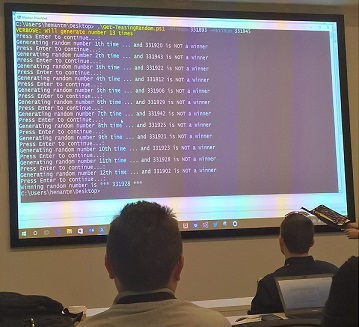 C:\Users\hemantm\Desktop> .\Get-TeasingRandom.ps1 -Minimum 331893 -Maximum 331943
VERBOSE: will generate number 13 times
Press Enter to continue...:
Generating random number 1th time ... and 331920 is NOT a winner
Press Enter to continue...:
Generating random number 2th time ... and 331902 is NOT a winner
Press Enter to continue...:
Generating random number 3th time ... and 331922 is NOT a winner
Press Enter to continue...:
Generating random number 4th time ... and 331912 is NOT a winner
Press Enter to continue...:
Generating random number 5th time ... and 331906 is NOT a winner
Press Enter to continue...:
Generating random number 6th time ... and 331929 is NOT a winner
Press Enter to continue...:
Generating random number 7th time ... and 331942 is NOT a winner
Press Enter to continue...:
Generating random number 8th time ... and 331925 is NOT a winner
Press Enter to continue...:
Generating random number 9th time ... and 331921 is NOT a winner
Press Enter to continue...:
Generating random number 10th time ... and 331923 is NOT a winner
Press Enter to continue...:
Generating random number 11th time ... and 331928 is NOT a winner
Press Enter to continue...:
Generating random number 12th time ... and 331902 is NOT a winner
Press Enter to continue...:
Winning random number is *** 331928 ***
C:\Users\hemantm\Desktop>